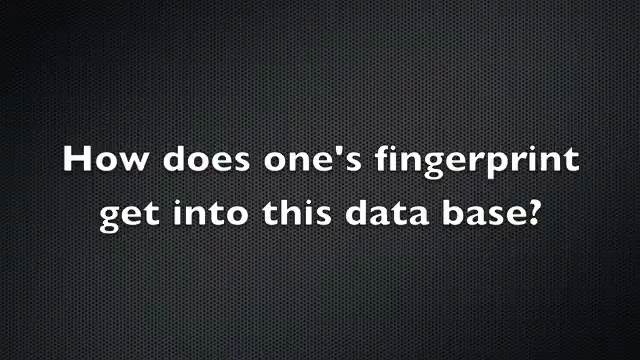 How does one's fingerprint
get into this data base?